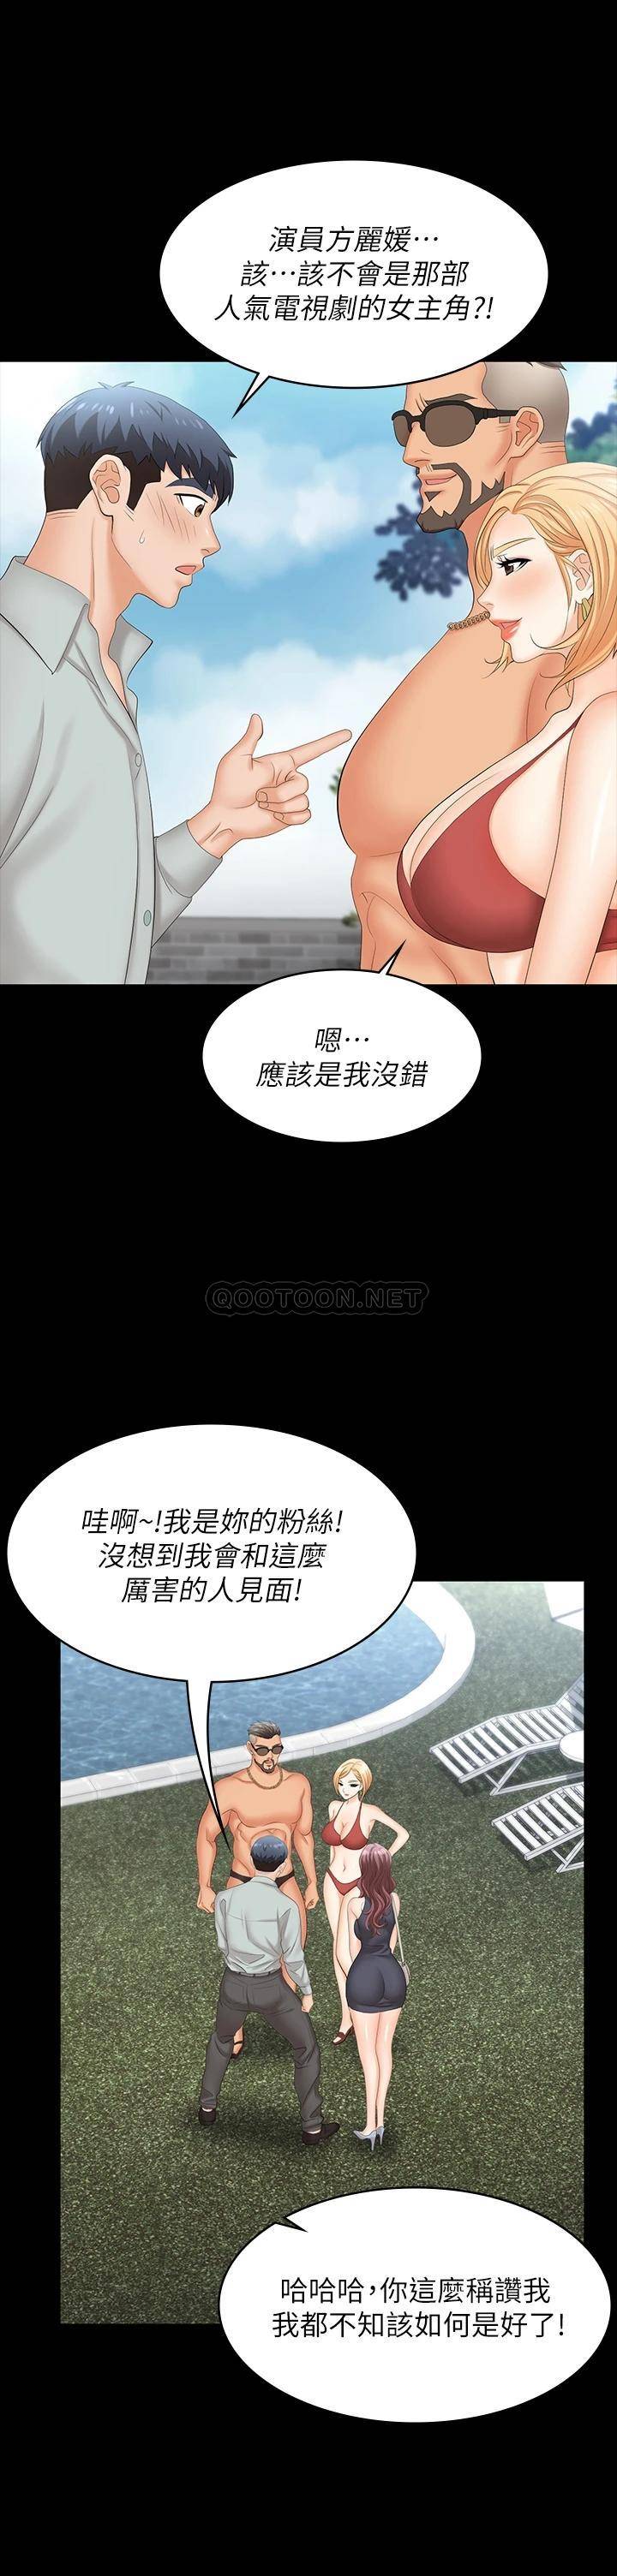 演員方麗媛…
該…該不會是那部
人氣電視劇的女主角?!
嗯…
應該是我沒錯
QOOTOON.NET
哇啊~!我是妳的粉絲!
沒想到我會和這麼
厲害的人見面!
哈哈哈,你這麼稱讚我
我都不知該如何是好了!